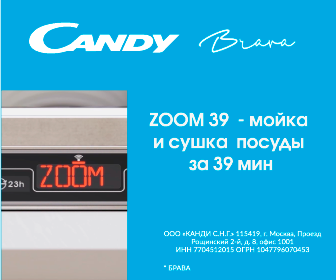 CANDY Brava
ZOOM 39 - мойка
и сушка посуды
за 39 мин
23h ZOOM
ООО «КАНДИ С.Н.Г.» 115419, г. Москва, Проезд
Рощинский 2-й, д. 8, офис 1001
ИНН 7704512015 ОГРН 1047796070453
* БРАВА